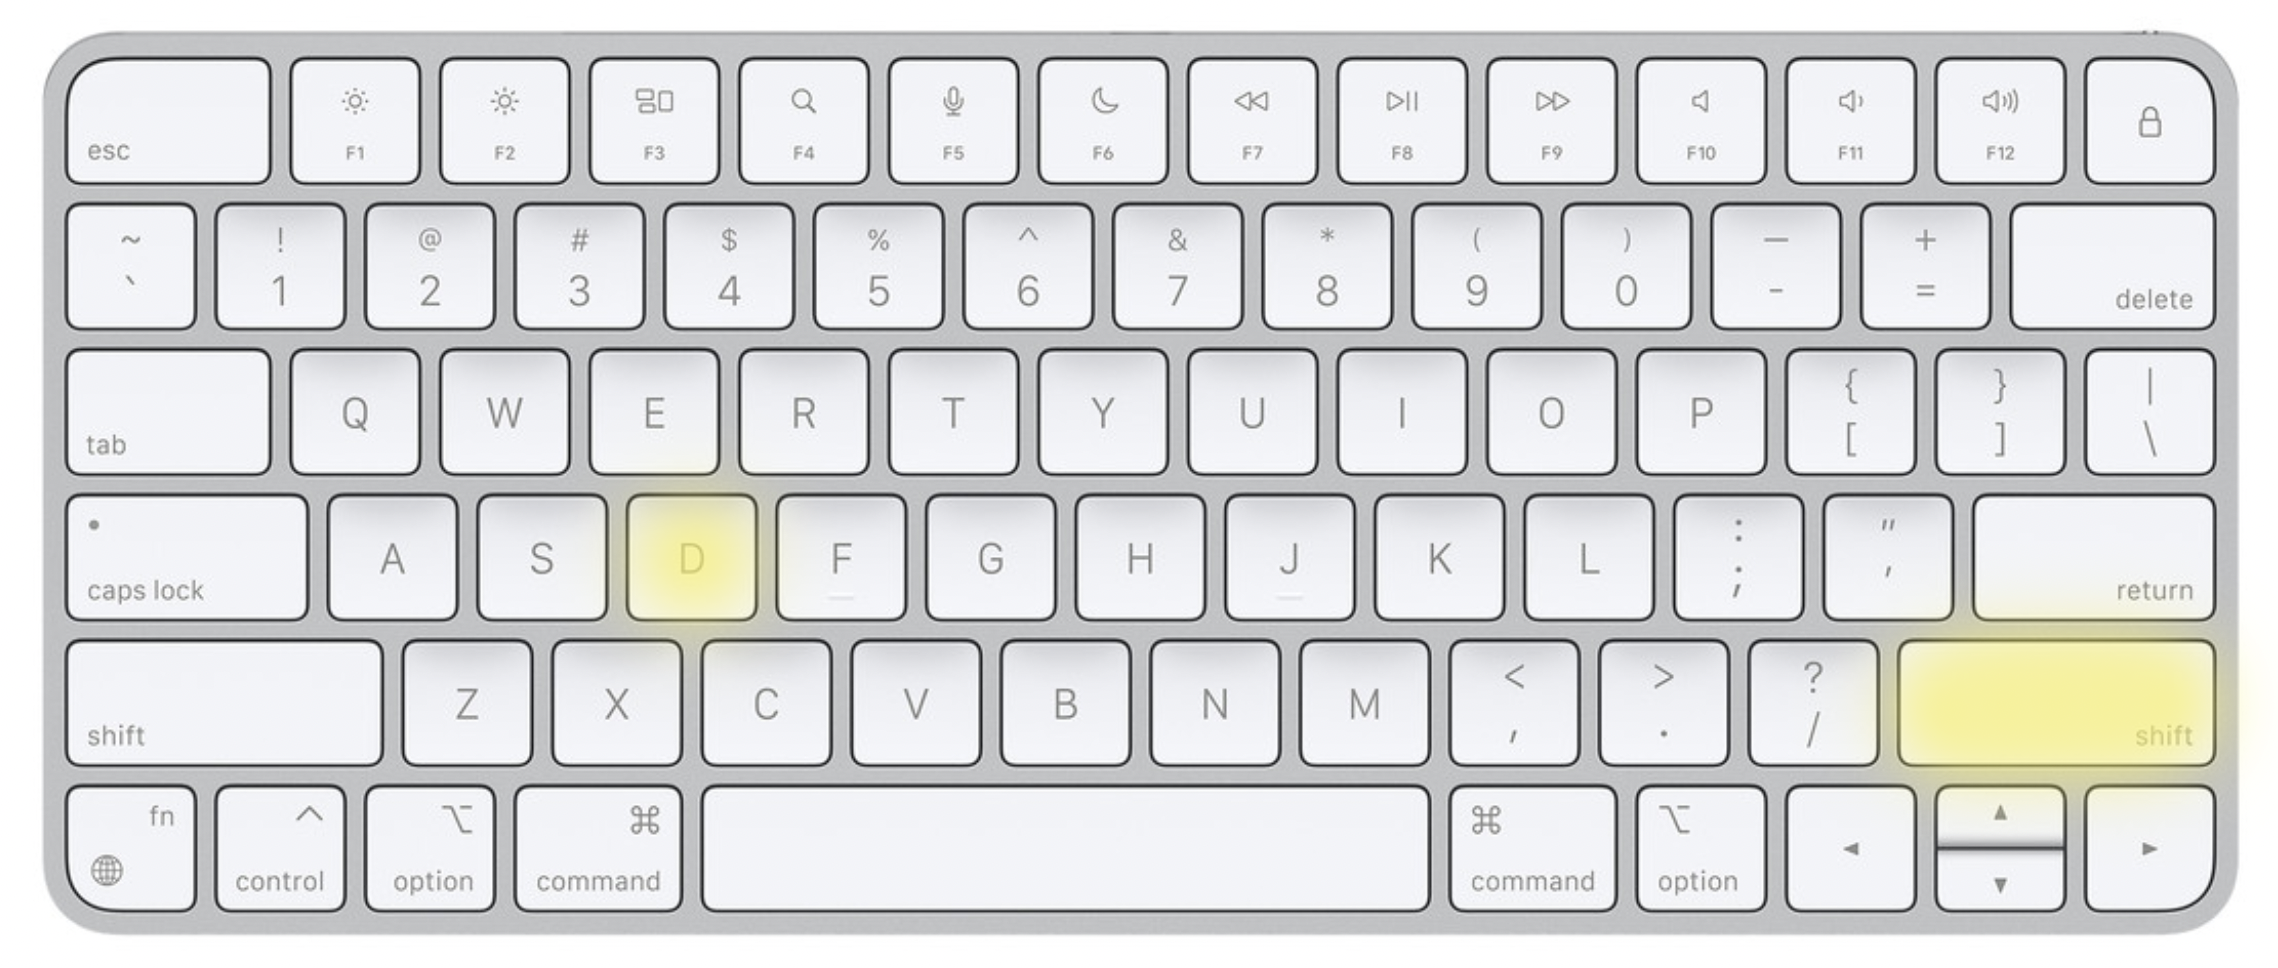 esc F1 F2 F3 F4 F5 F6 F7 F8 F9 F10 F11 F12
~ ! @ # $ % ^ & * ( ) — +
` 1 2 3 4 5 6 7 8 9 0 - = delete
tab Q W E R T Y U I O P { } |
[ ] \
caps lock A S D F G H J K L : "
; ' return
shift Z X C V B N M < > ?
, . / shift
fn ^ ⌥ ⌘ ⌘ ⌥ ▲
control option command command option ◀ ▼ ▶